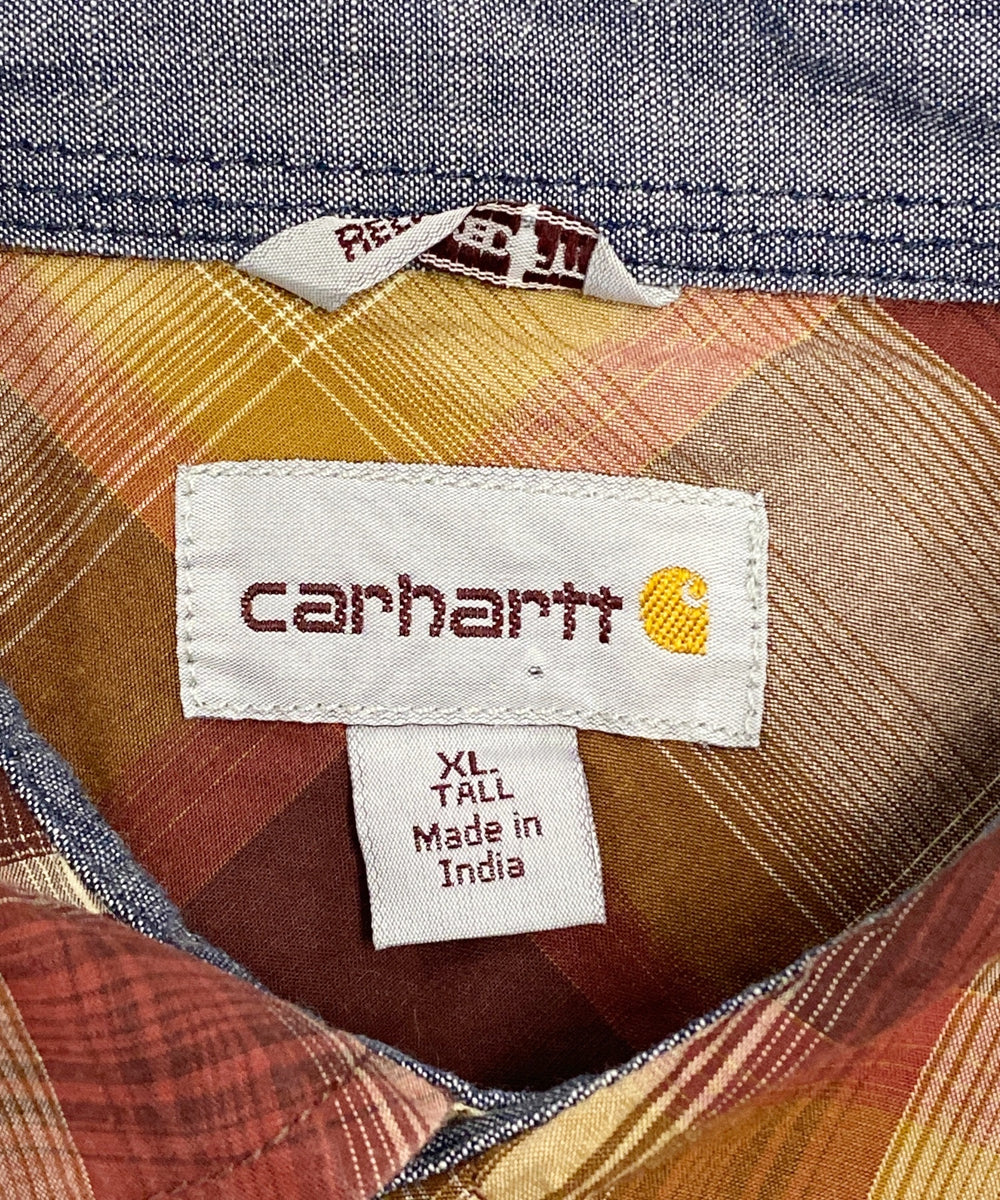 carhartt
XL.
TALL
Made in
India